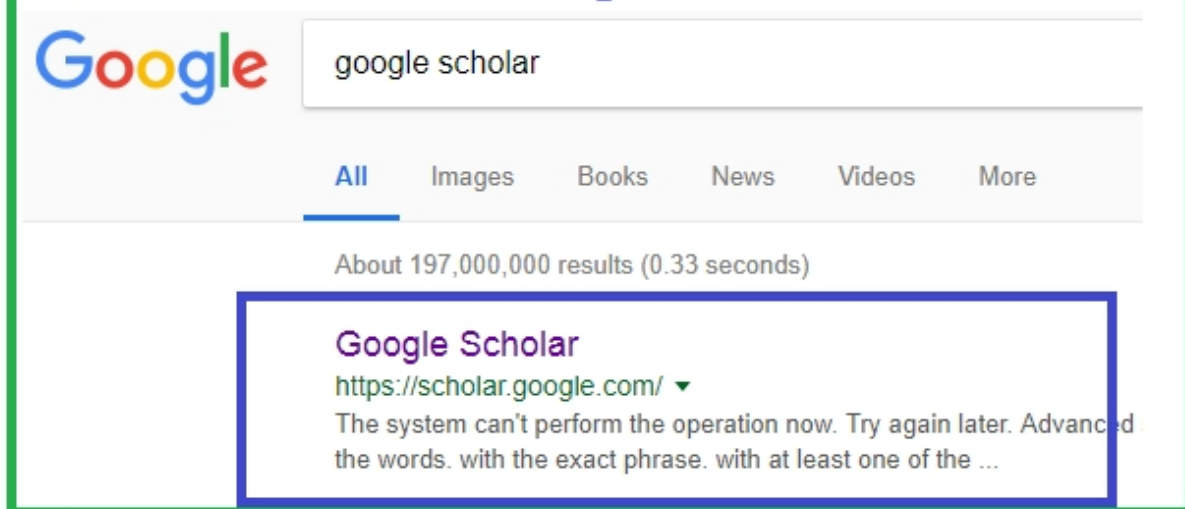 Google
google scholar
All Images Books News Videos More
About 197,000,000 results (0.33 seconds)
Google Scholar
https://scholar.google.com/
The system can't perform the operation now. Try again later. Advanced
the words. with the exact phrase. with at least one of the ...